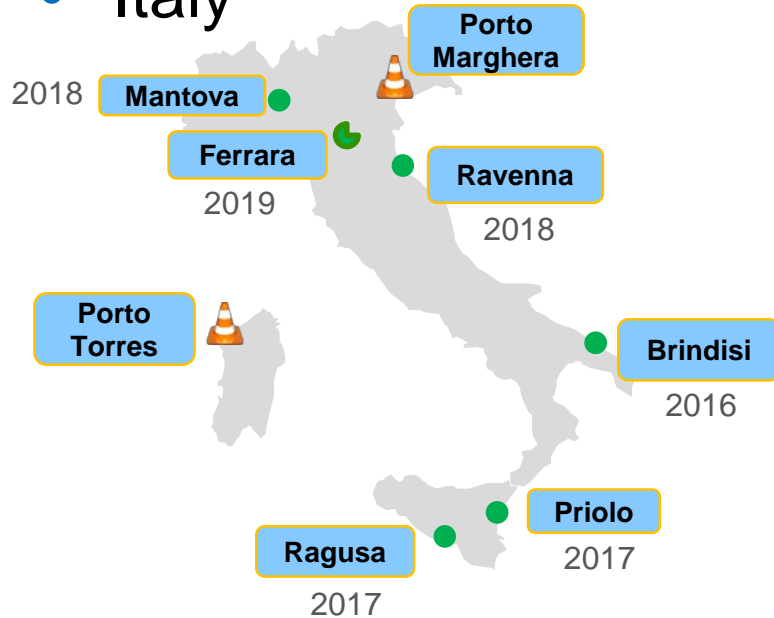 Italy
Porto
Marghera
2018
Mantova
Ferrara
2019
Ravenna
2018
Porto
Torres
Brindisi
2016
Priolo
2017
Ragusa
2017